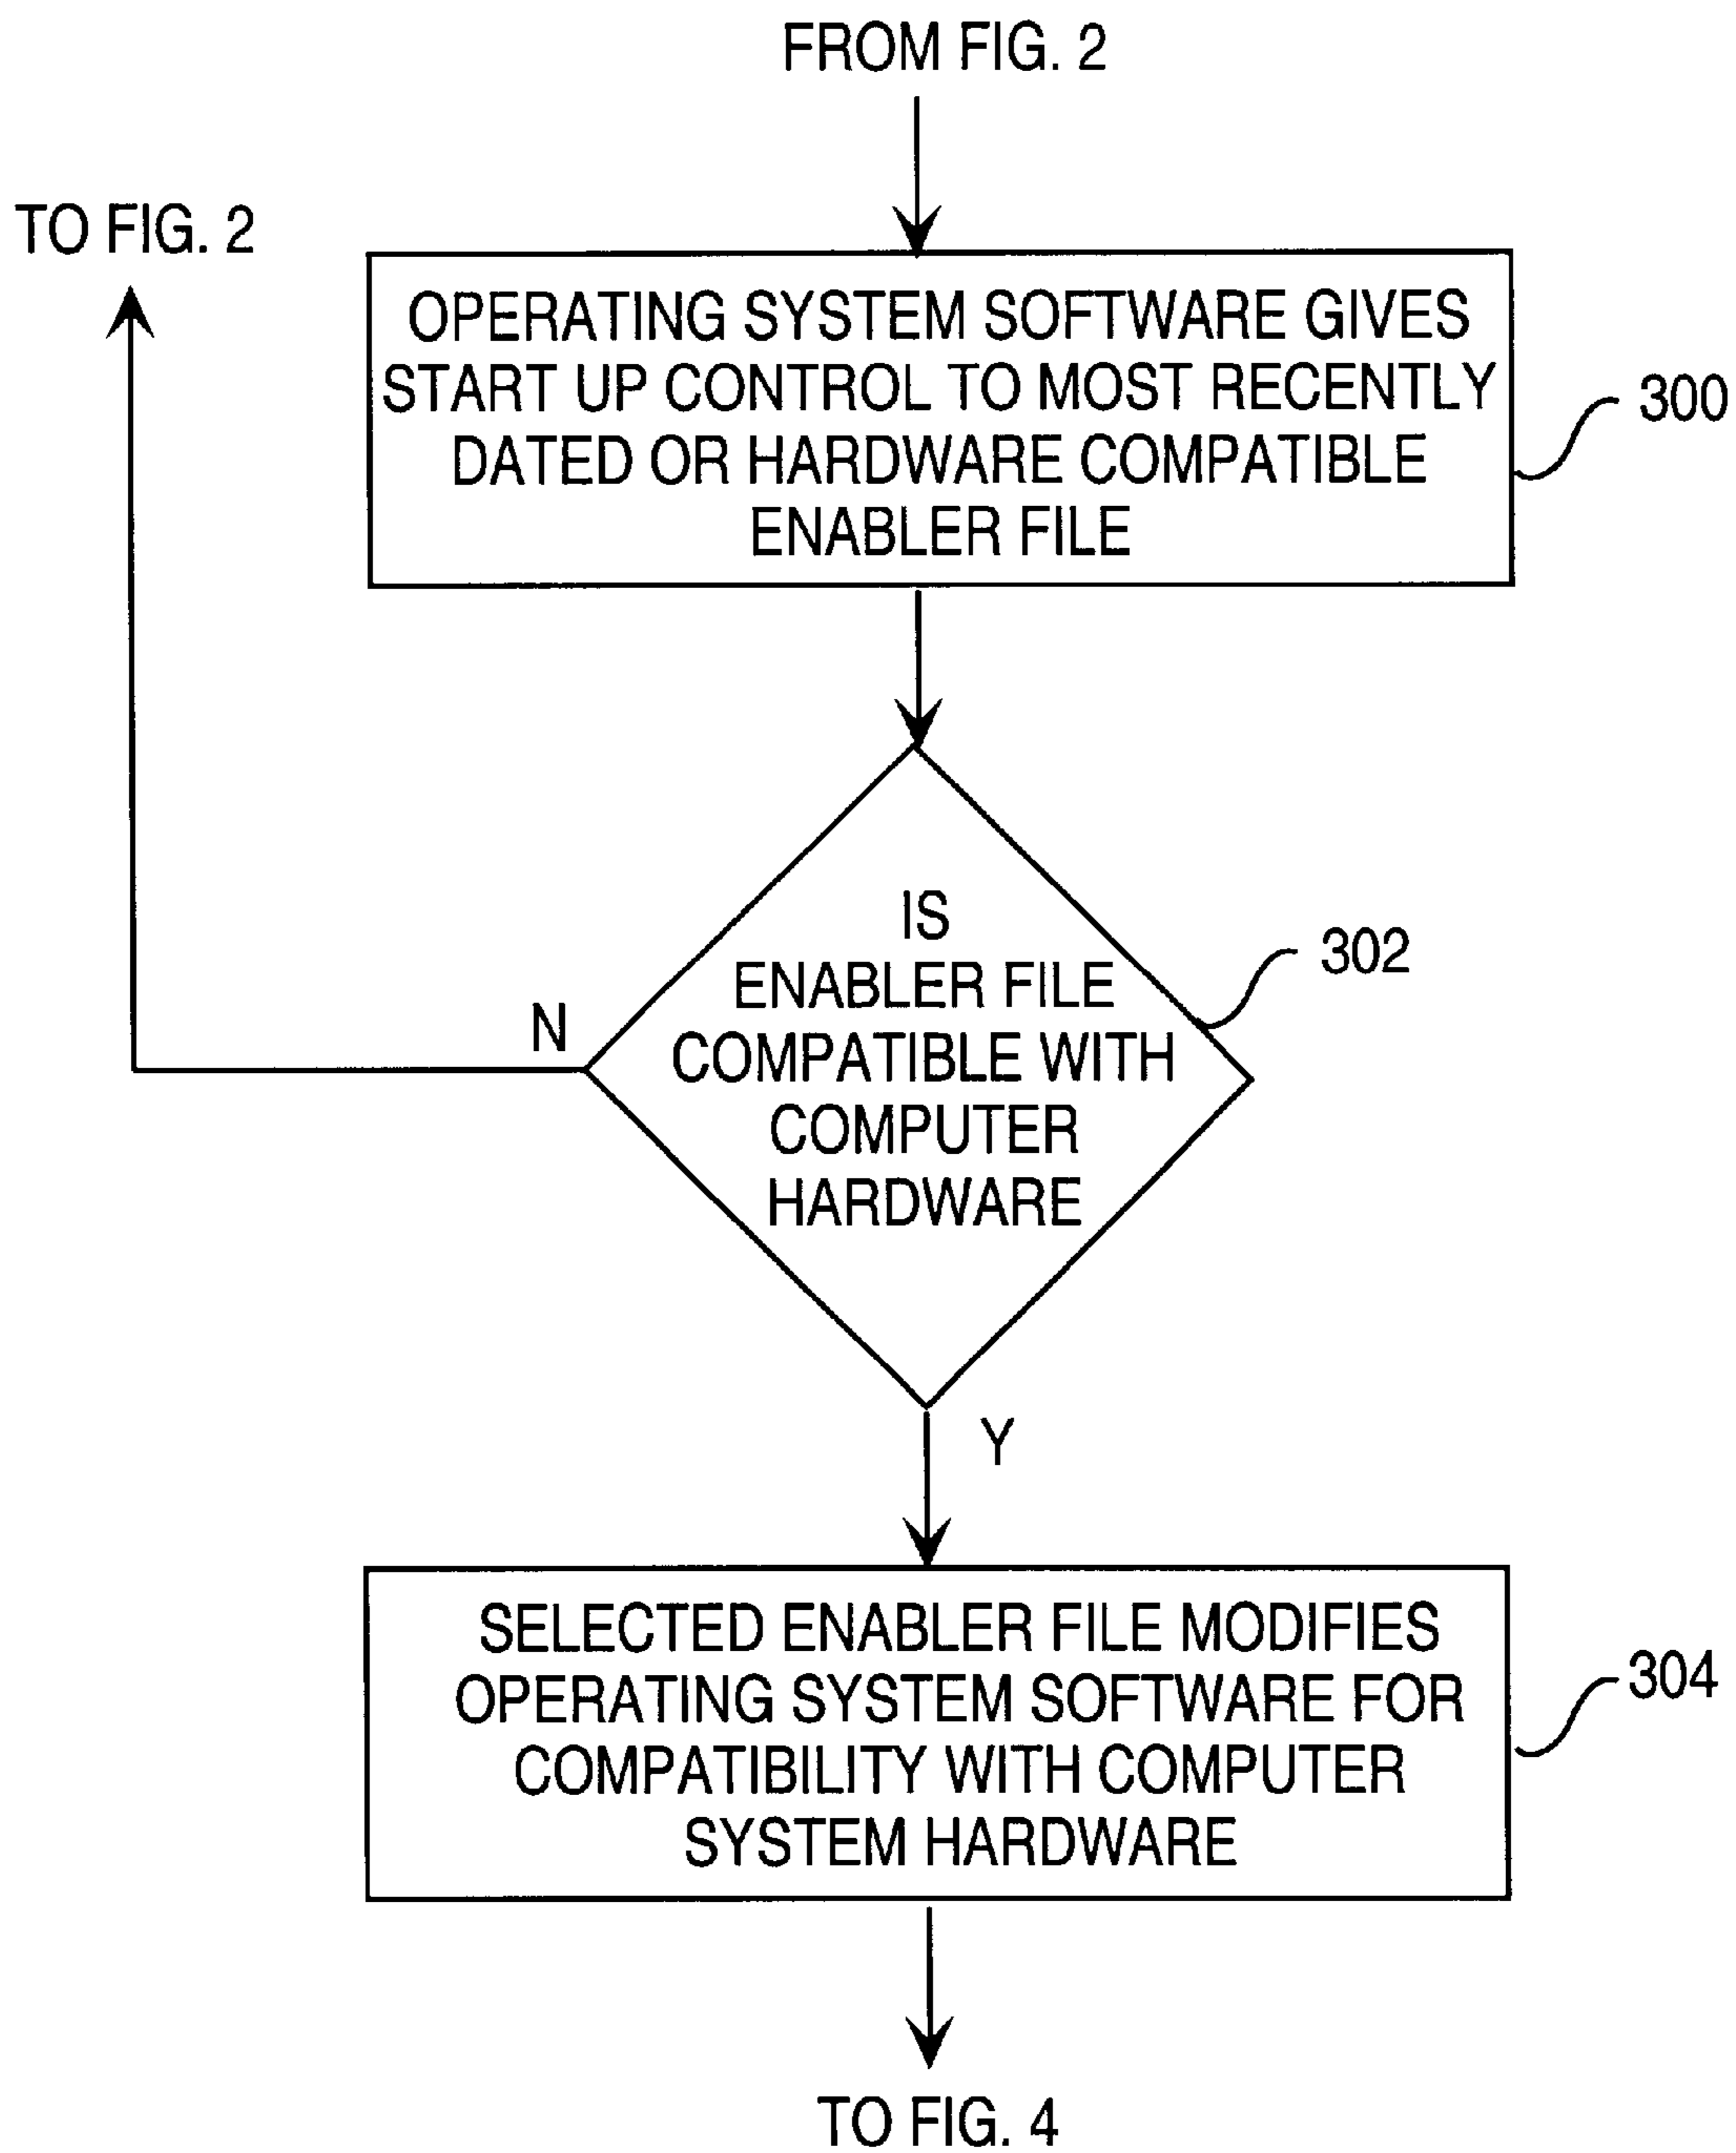 FROM FIG. 2
TO FIG. 2
OPERATING SYSTEM SOFTWARE GIVES
START UP CONTROL TO MOST RECENTLY
DATED OR HARDWARE COMPATIBLE
ENABLER FILE
300
IS
ENABLER FILE
COMPATIBLE WITH
COMPUTER
HARDWARE
302
N
Y
SELECTED ENABLER FILE MODIFIES
OPERATING SYSTEM SOFTWARE FOR
COMPATIBILITY WITH COMPUTER
SYSTEM HARDWARE
304
TO FIG. 4